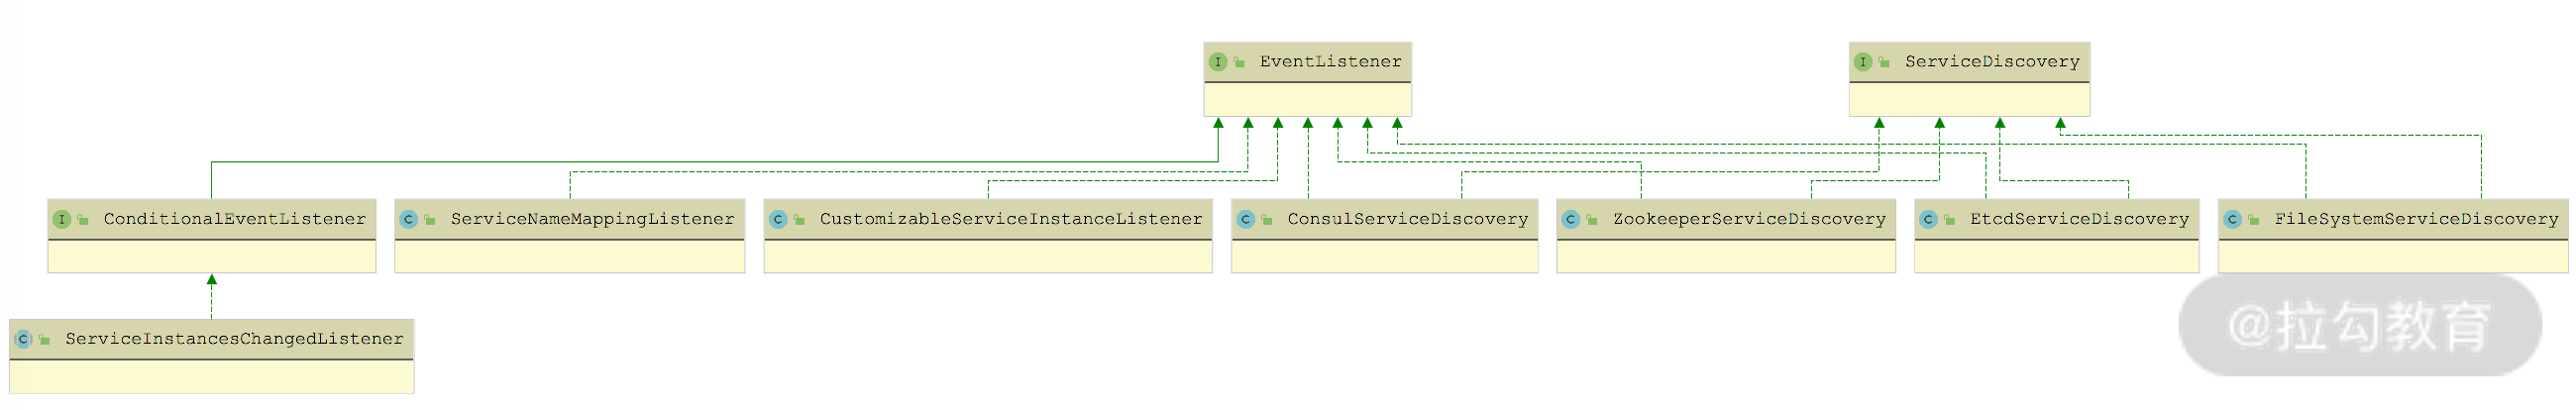 I EventListener
I ServiceDiscovery
I ConditionalEventListener
C ServiceNameMappingListener
C CustomizableServiceInstanceListener
C ConsulServiceDiscovery
C ZookeeperServiceDiscovery
C EtcdServiceDiscovery
C FileSystemServiceDiscovery
C ServiceInstancesChangedListener
@拉勾教育